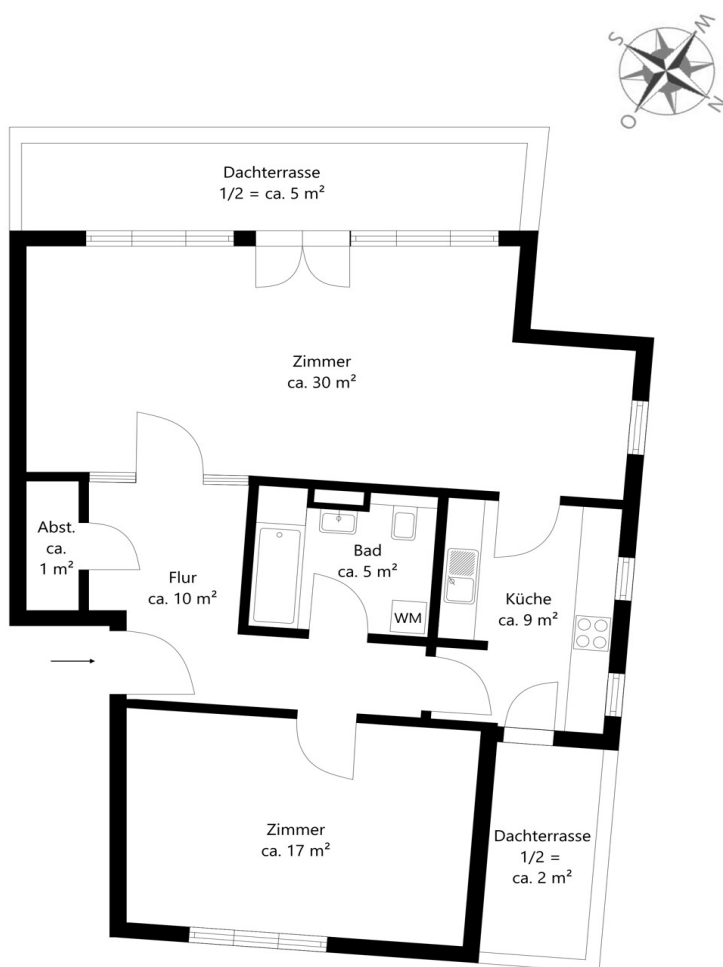 S
W
O
N
Dachterrasse
1/2 = ca. 5 m²
Zimmer
ca. 30 m²
Abst.
ca.
1 m²
Flur
ca. 10 m²
Bad
ca. 5 m²
WM
Küche
ca. 9 m²
Zimmer
ca. 17 m²
Dachterrasse
1/2 =
ca. 2 m²